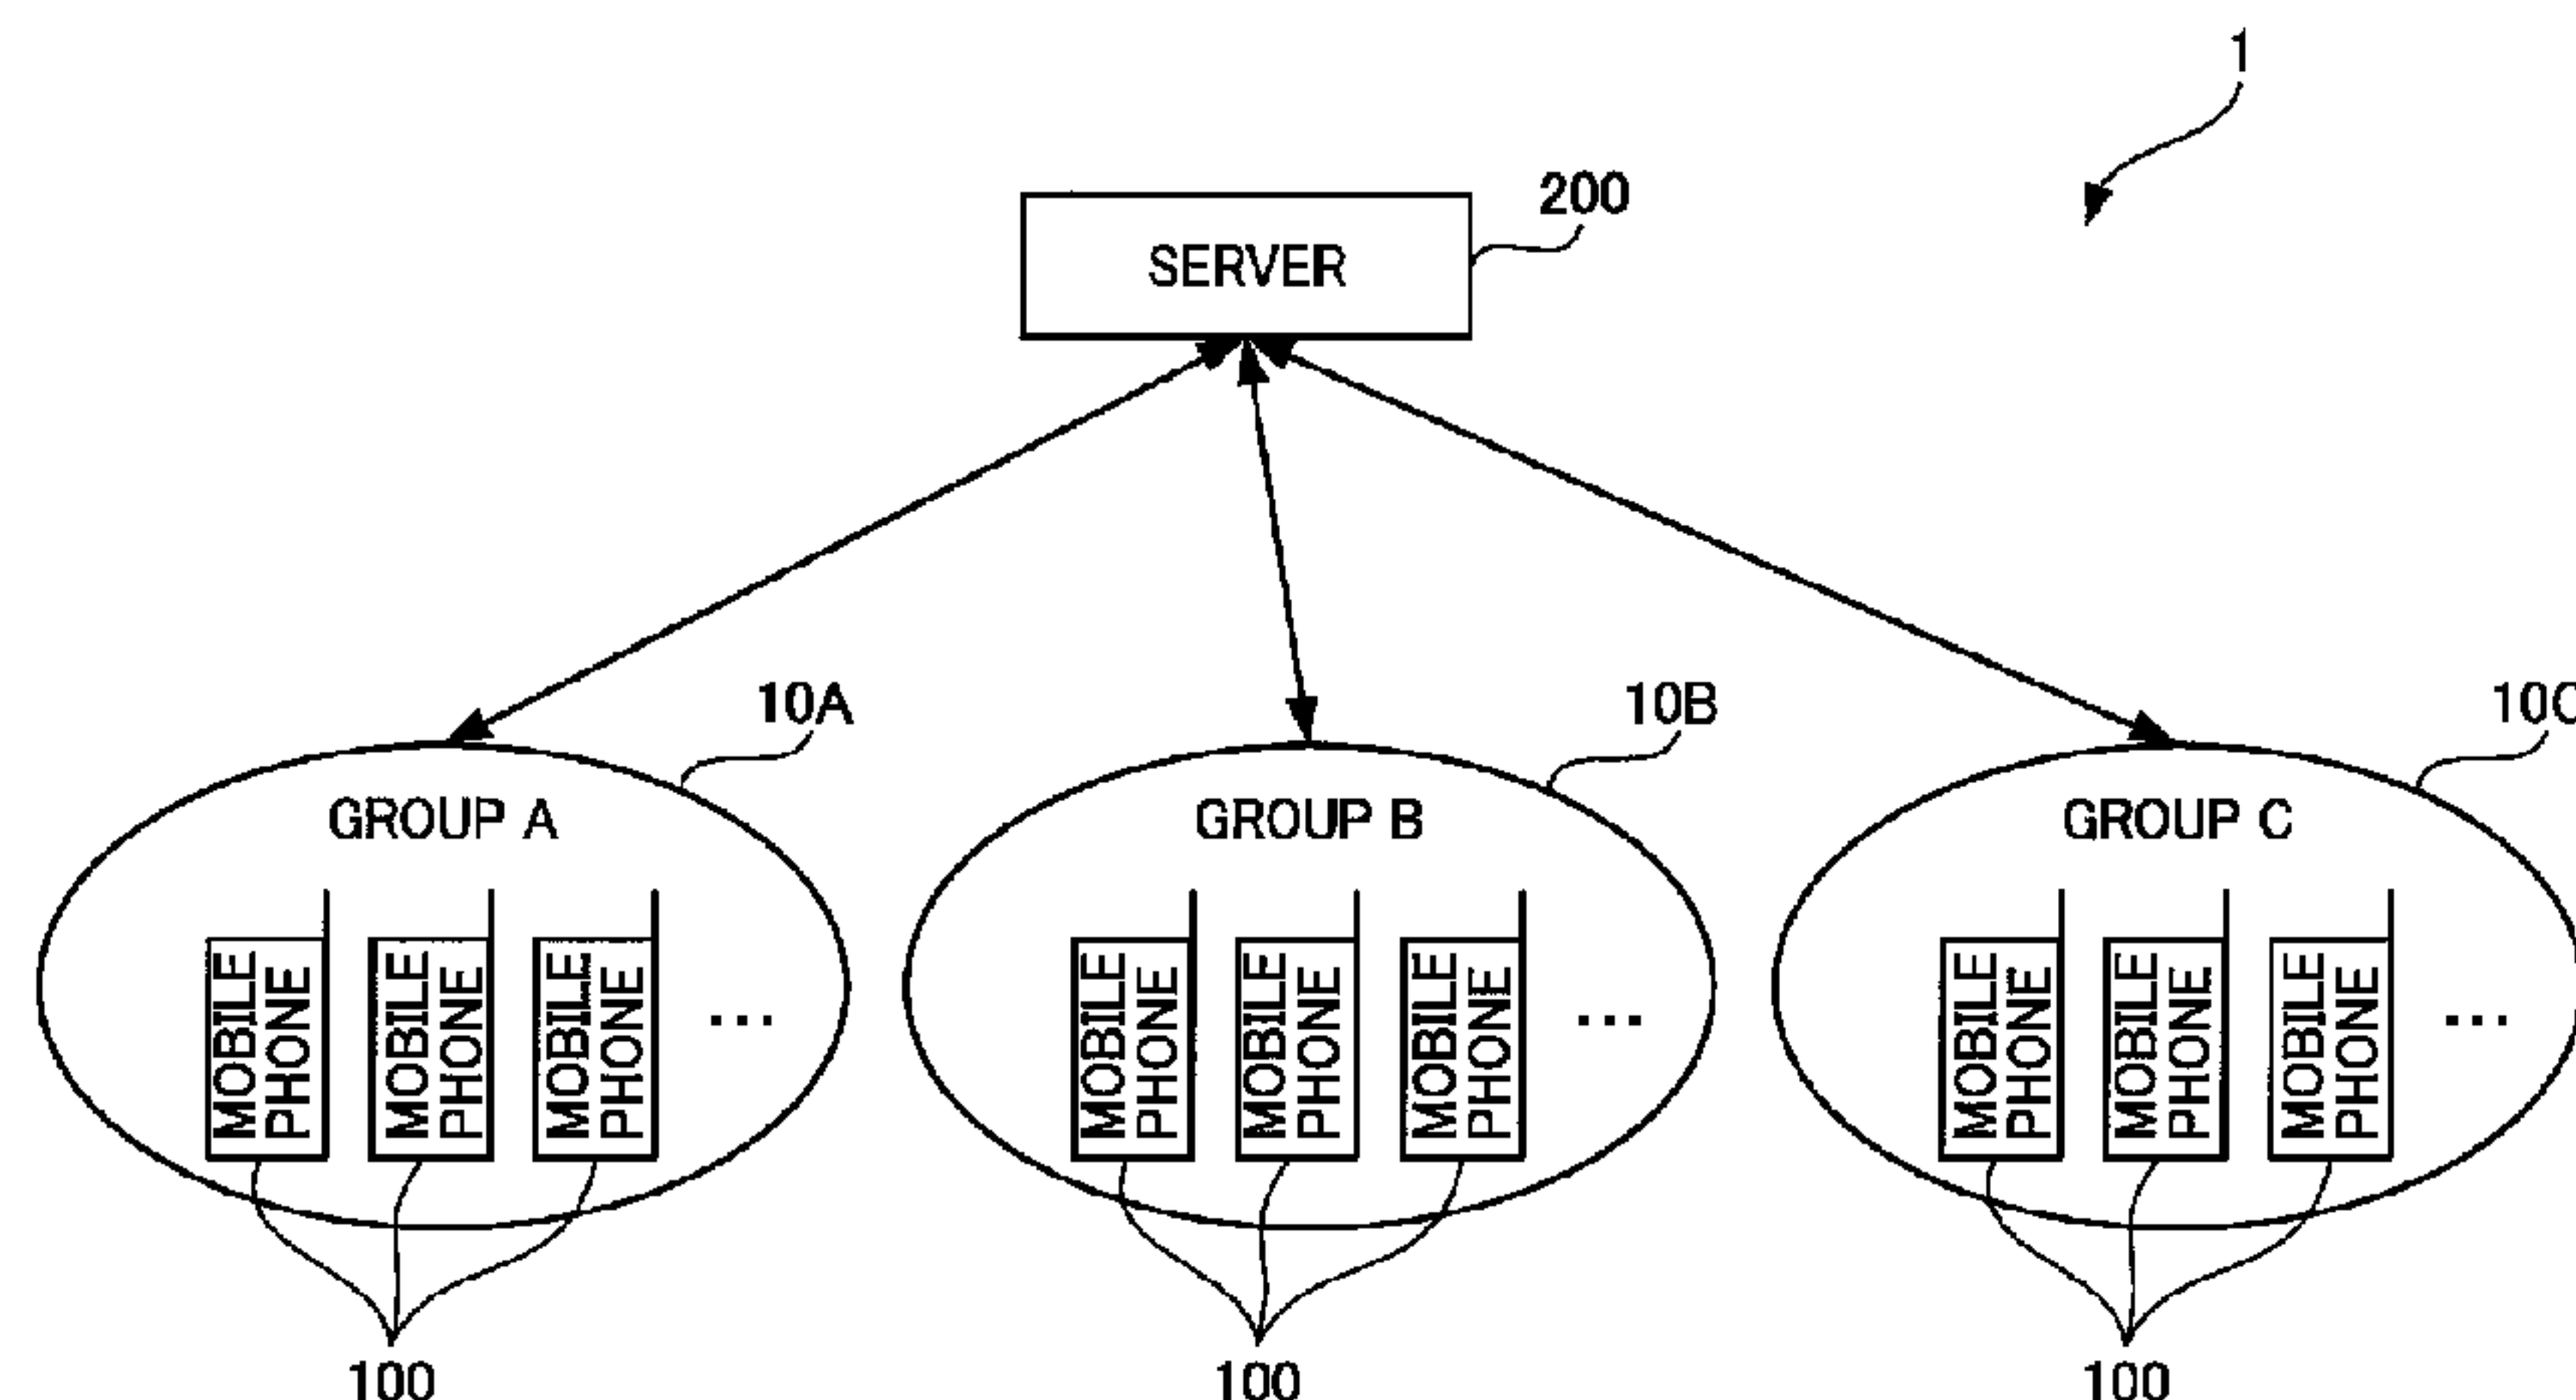 1
200
SERVER
10A 10B 10C
GROUP A GROUP B GROUP C
MOBILE PHONE MOBILE PHONE MOBILE PHONE ... MOBILE PHONE MOBILE PHONE MOBILE PHONE ... MOBILE PHONE MOBILE PHONE MOBILE PHONE ...
100 100 100